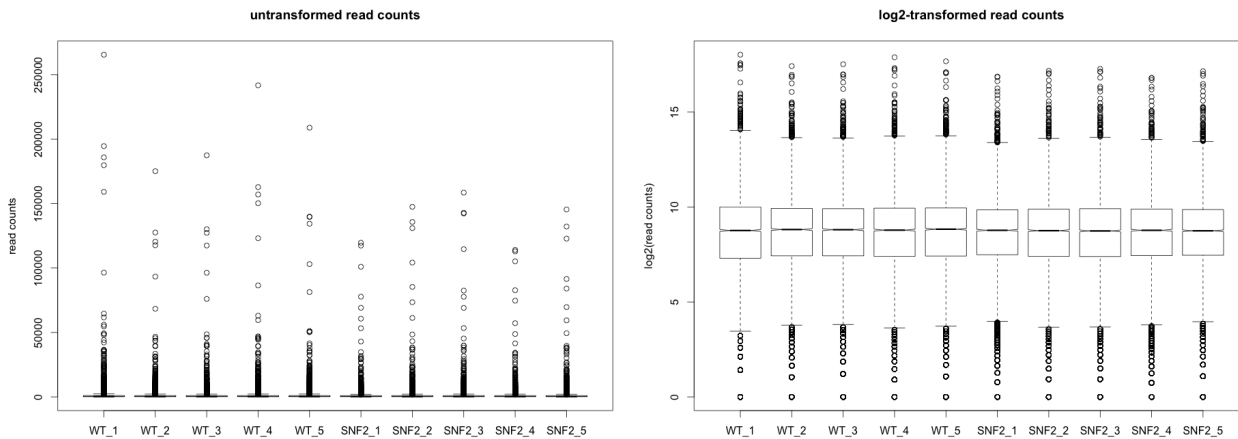 untransformed read counts
read counts
250000
200000
150000
100000
50000
0
WT_1 WT_2 WT_3 WT_4 WT_5 SNF2_1 SNF2_2 SNF2_3 SNF2_4 SNF2_5
log2-transformed read counts
log2(read counts)
15
10
5
0
WT_1 WT_2 WT_3 WT_4 WT_5 SNF2_1 SNF2_2 SNF2_3 SNF2_4 SNF2_5